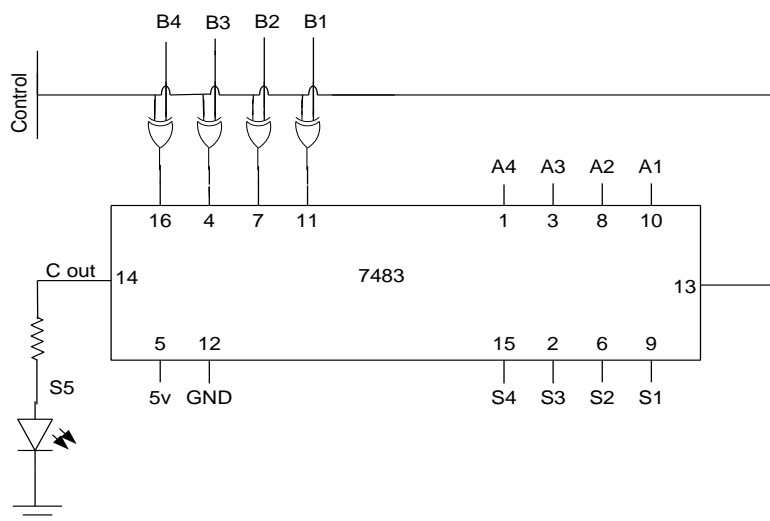 B4 B3 B2 B1
Control
A4 A3 A2 A1
16 4 7 11 1 3 8 10
C out 14 7483 13
5 12 15 2 6 9
S5 5v GND S4 S3 S2 S1